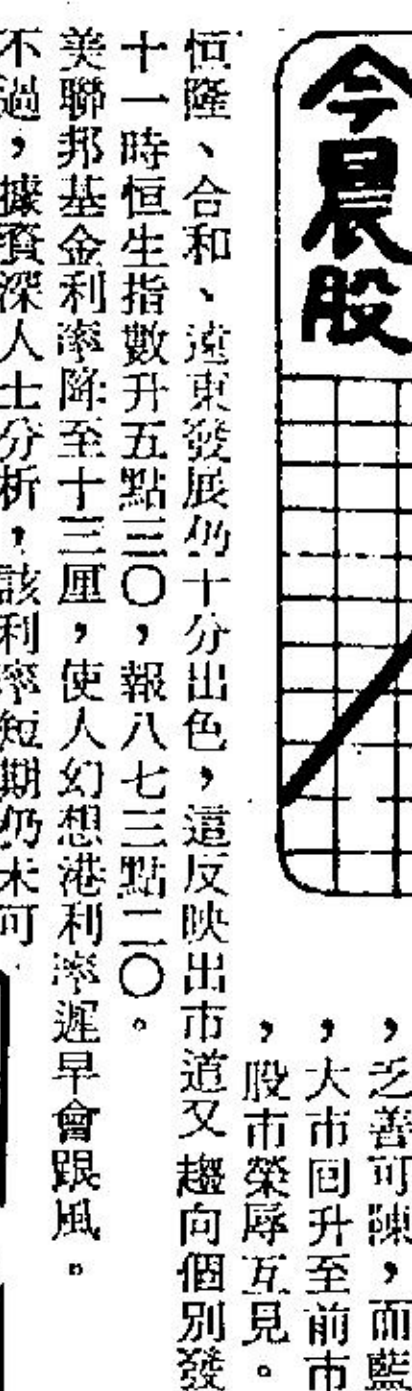 今晨股
，乏善可陳，而藍
，大市回升至前市
，股市榮辱互見。
恒隆、合和、遠東發展仍十分出色，這反映出市道又趨向個別發
十一時恒生指數升五點三〇，報八七三點二〇。
美聯邦基金利率降至十三厘，使人幻想港利率遲早會跟風。
不過，據資深人士分析，該利率短期仍未可